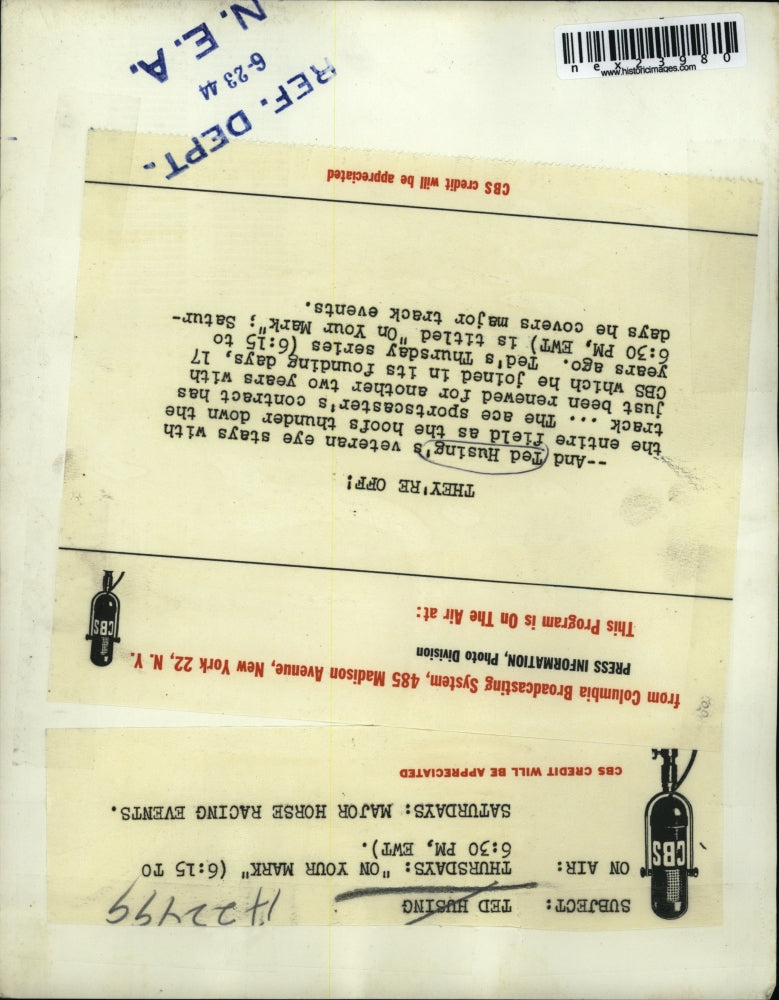 SUBJECT: TED HUSING
H22499
ON AIR: THURSDAYS: "ON YOUR MARK" (6:15 TO
6:30 PM, EWT).
SATURDAYS: MAJOR HORSE RACING EVENTS.
CBS
CBS CREDIT WILL BE APPRECIATED
from Columbia Broadcasting System, 485 Madison Avenue, New York 22, N. Y.
PRESS INFORMATION, Photo Division
This Program is On The Air at:
CBS
THEY'RE OFF!
--And Ted Husing's veteran eye stays with
the entire field as the hoofs thunder down the
track ... The ace sportscaster's contract has
just been renewed for another two years with
CBS which he joined in its founding days, 17
years ago. Ted's Thursday series (6:15 to
6:30 PM, EWT) is titled "On Your Mark"; Satur-
days he covers major track events.
CBS credit will be appreciated
REF. DEPT.
6-23 44
N. E. A.
nex23980
www.historicimages.com